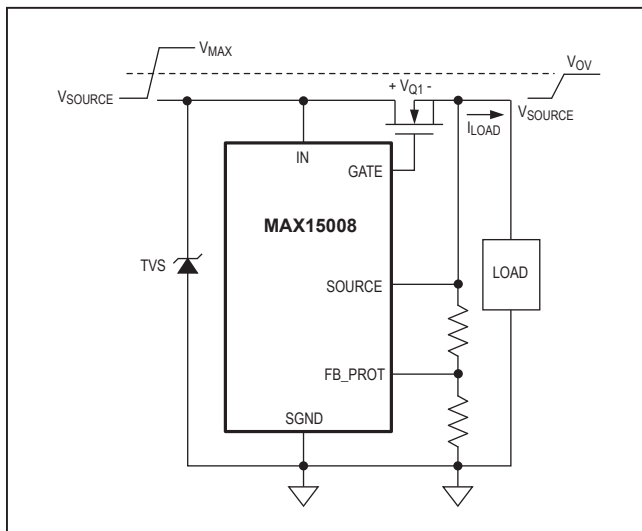 VMAX
VOV
VSOURCE
+ VQ1 -
VSOURCE
ILOAD
IN
GATE
MAX15008
TVS
SOURCE
LOAD
FB_PROT
SGND